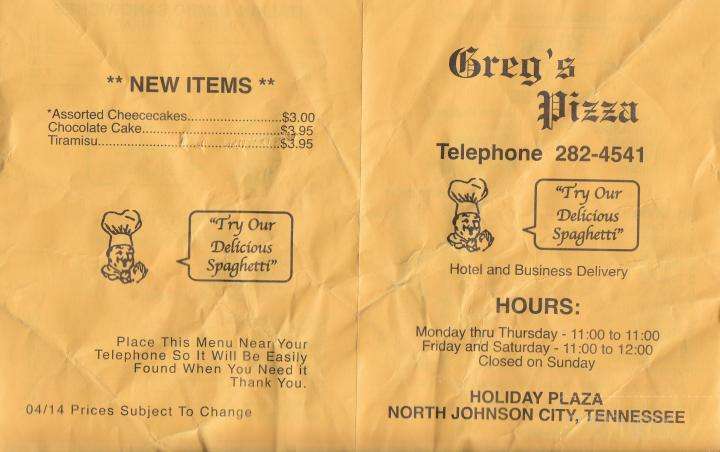 ** NEW ITEMS **
*Assorted Cheececakes..............................$3.00
Chocolate Cake.........................................$3.95
Tiramisu......................................................$3.95
"Try Our
Delicious
Spaghetti"
Place This Menu Near Your
Telephone So It Will Be Easily
Found When You Need it
Thank You.
04/14 Prices Subject To Change
Greg's
Pizza
Telephone 282-4541
"Try Our
Delicious
Spaghetti"
Hotel and Business Delivery
HOURS:
Monday thru Thursday - 11:00 to 11:00
Friday and Saturday - 11:00 to 12:00
Closed on Sunday
HOLIDAY PLAZA
NORTH JOHNSON CITY, TENNESSEE